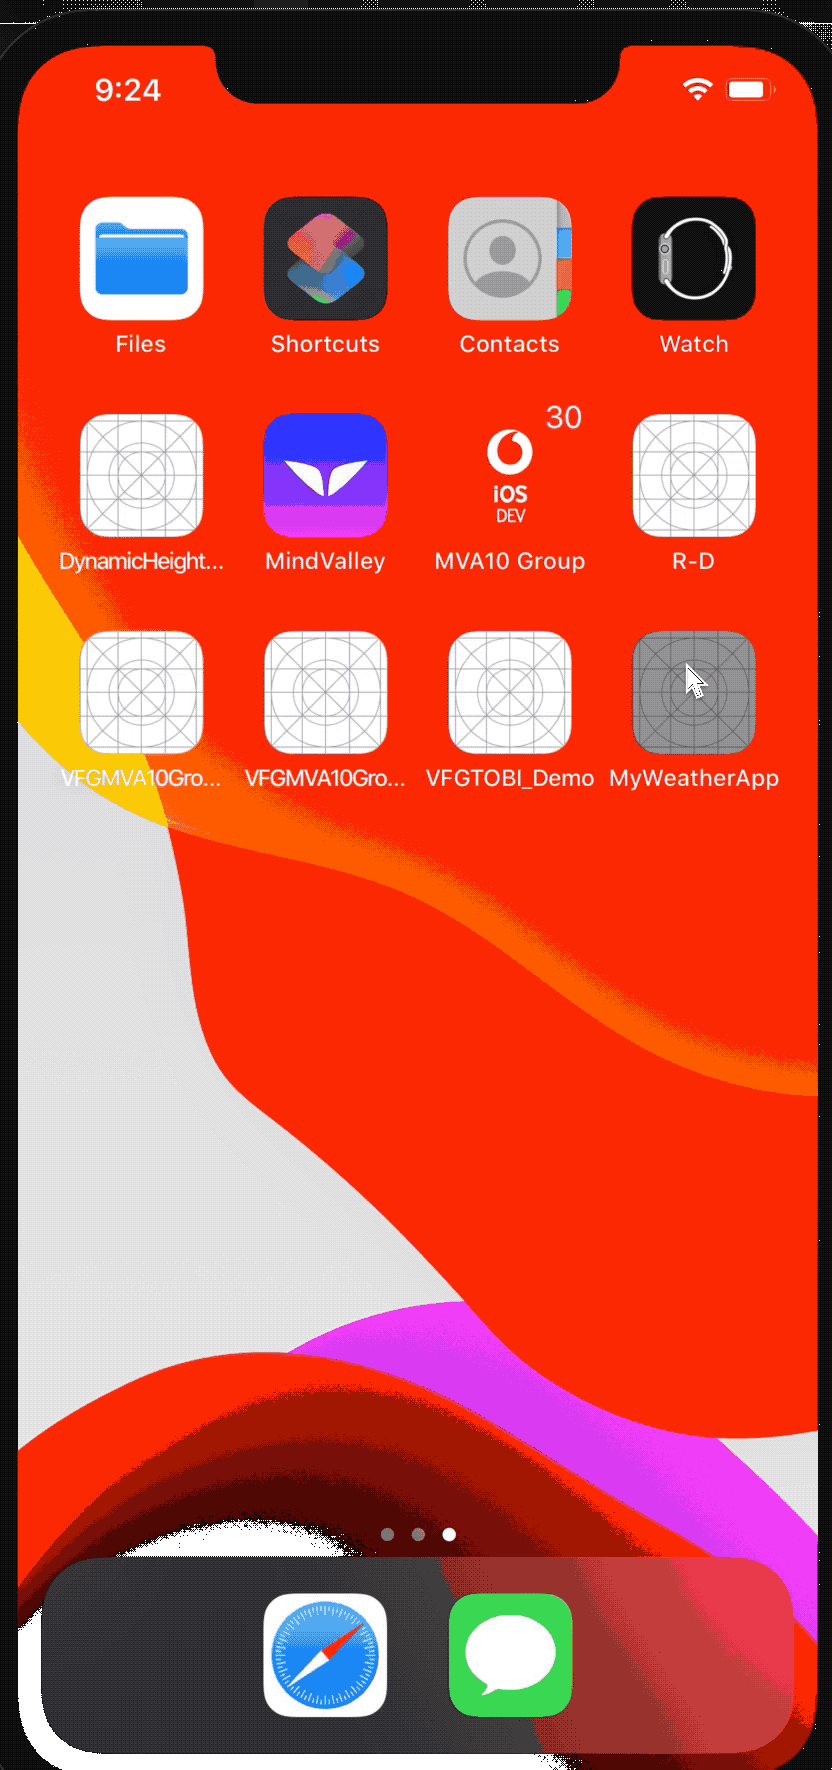 9:24
Files
Shortcuts
Contacts
Watch
30
iOS
DEV
DynamicHeight...
MindValley
MVA10 Group
R-D
VFGMVA10Gro...
VFGMVA10Gro...
VFGTOBI_Demo
MyWeatherApp